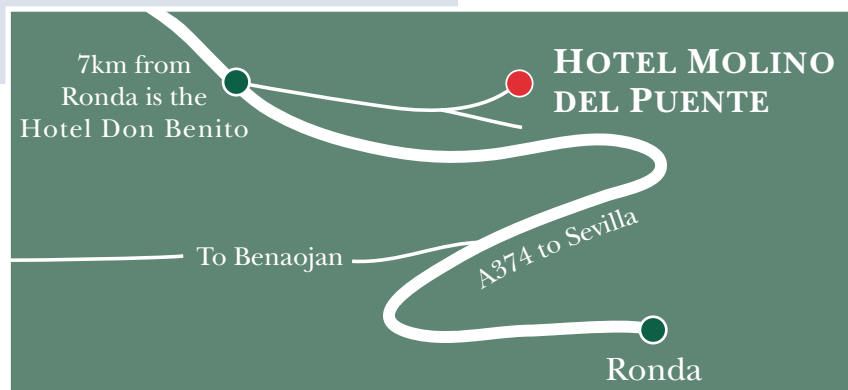 7km from
Ronda is the
Hotel Don Benito
HOTEL MOLINO
DEL PUENTE
To Benaojan
A374 to Sevilla
Ronda